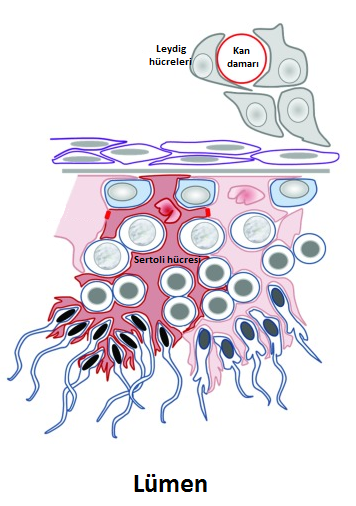 Leydig
hücreleri
Kan
damarı
Sertoli hücresi
Lümen